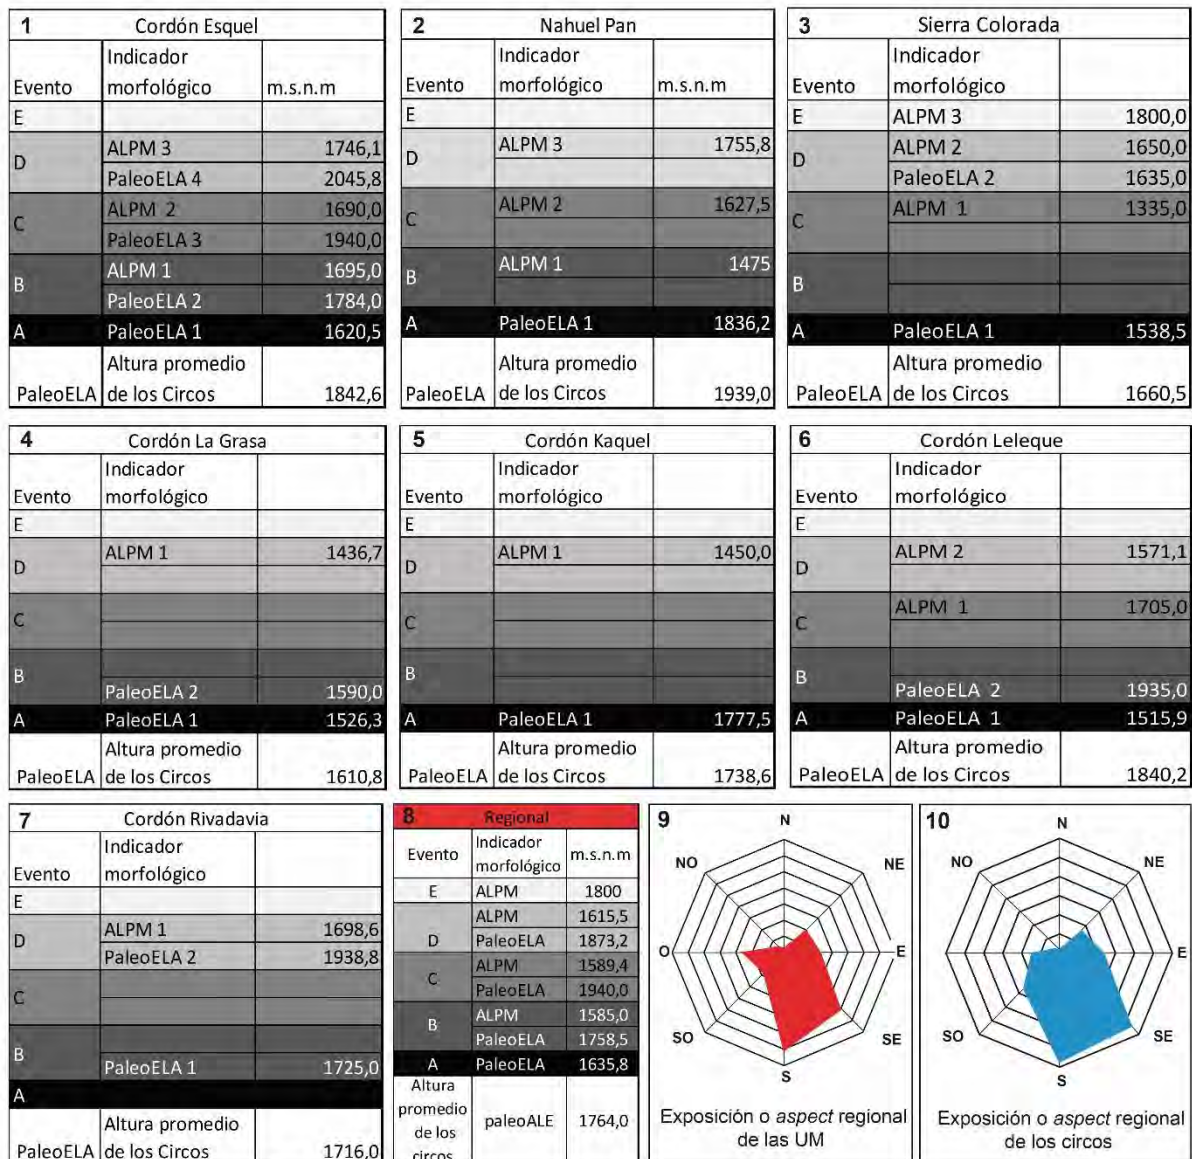 1 Cordón Esquel
Indicador
Evento morfológico m.s.n.m
E
D ALPM 3 1746,1
PaleoELA 4 2045,8
C ALPM 2 1690,0
PaleoELA 3 1940,0
B ALPM 1 1695,0
PaleoELA 2 1784,0
A PaleoELA 1 1620,5
Altura promedio
PaleoELA de los Circos 1842,6
2 Nahuel Pan
Indicador
Evento morfológico m.s.n.m
E
D ALPM 3 1755,8
C ALPM 2 1627,5
B ALPM 1 1475
A PaleoELA 1 1836,2
Altura promedio
PaleoELA de los Circos 1939,0
3 Sierra Colorada
Indicador
Evento morfológico
E ALPM 3 1800,0
D ALPM 2 1650,0
PaleoELA 2 1635,0
C ALPM 1 1335,0
B
A PaleoELA 1 1538,5
Altura promedio
PaleoELA de los Circos 1660,5
4 Cordón La Grasa
Indicador
Evento morfológico
E
D ALPM 1 1436,7
C
B
PaleoELA 2 1590,0
A PaleoELA 1 1526,3
Altura promedio
PaleoELA de los Circos 1610,8
5 Cordón Kaquel
Indicador
Evento morfológico
E
D ALPM 1 1450,0
C
B
A PaleoELA 1 1777,5
Altura promedio
PaleoELA de los Circos 1738,6
6 Cordón Leleque
Indicador
Evento morfológico
E
D ALPM 2 1571,1
C ALPM 1 1705,0
B
PaleoELA 2 1935,0
A PaleoELA 1 1515,9
Altura promedio
PaleoELA de los Circos 1840,2
7 Cordón Rivadavia
Indicador
Evento morfológico
E
D ALPM 1 1698,6
PaleoELA 2 1938,8
C
B
PaleoELA 1 1725,0
A
Altura promedio
PaleoELA de los Circos 1716,0
8 Regional
Evento Indicador morfológico m.s.n.m
E ALPM 1800
ALPM 1615,5
D PaleoELA 1873,2
C ALPM 1589,4
PaleoELA 1940,0
B ALPM 1585,0
PaleoELA 1758,5
A PaleoELA 1635,8
Altura
promedio
de los
circos
paleoALE 1764,0
9
N
NO NE
O E
SO SE
S
Exposición o aspect regional
de las UM
10
N
NO NE
O E
SO SE
S
Exposición o aspect regional
de los circos